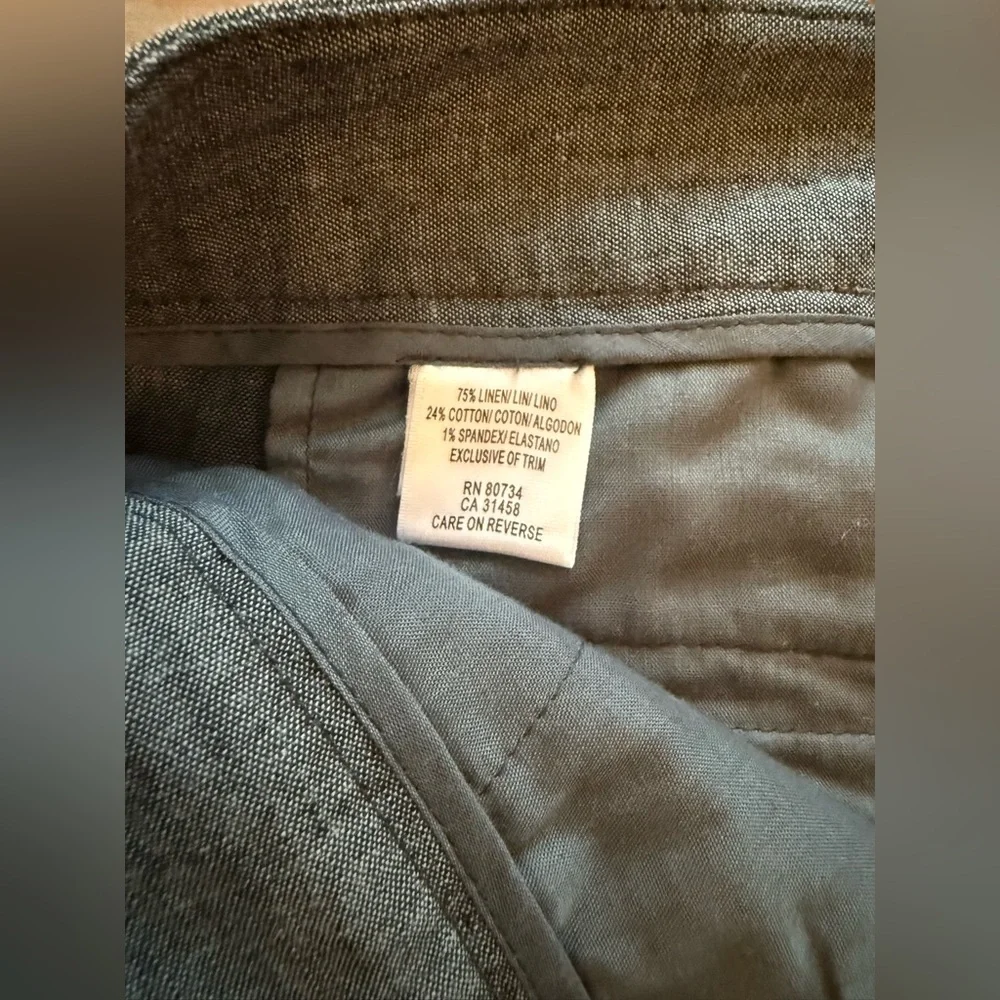 75% LINEN/ LIN/ LINO
24% COTTON/ COTON/ ALGODON
1% SPANDEX/ ELASTANO
EXCLUSIVE OF TRIM
RN 80734
CA 31458
CARE ON REVERSE